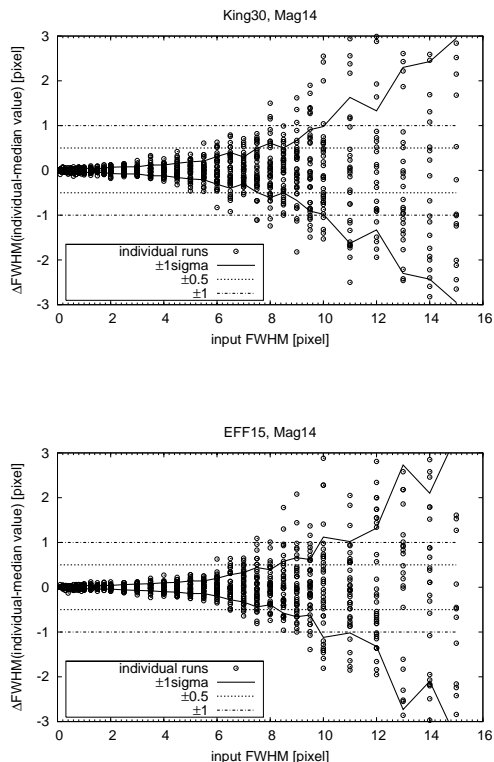 King30, Mag14
3
2
1
0
-1
-2
-3
ΔFWHM(individual-median value) [pixel]
individual runs
±1sigma
±0.5
±1
0 2 4 6 8 10 12 14 16
input FWHM [pixel]
EFF15, Mag14
3
2
1
0
-1
-2
-3
ΔFWHM(individual-median value) [pixel]
individual runs
±1sigma
±0.5
±1
0 2 4 6 8 10 12 14 16
input FWHM [pixel]